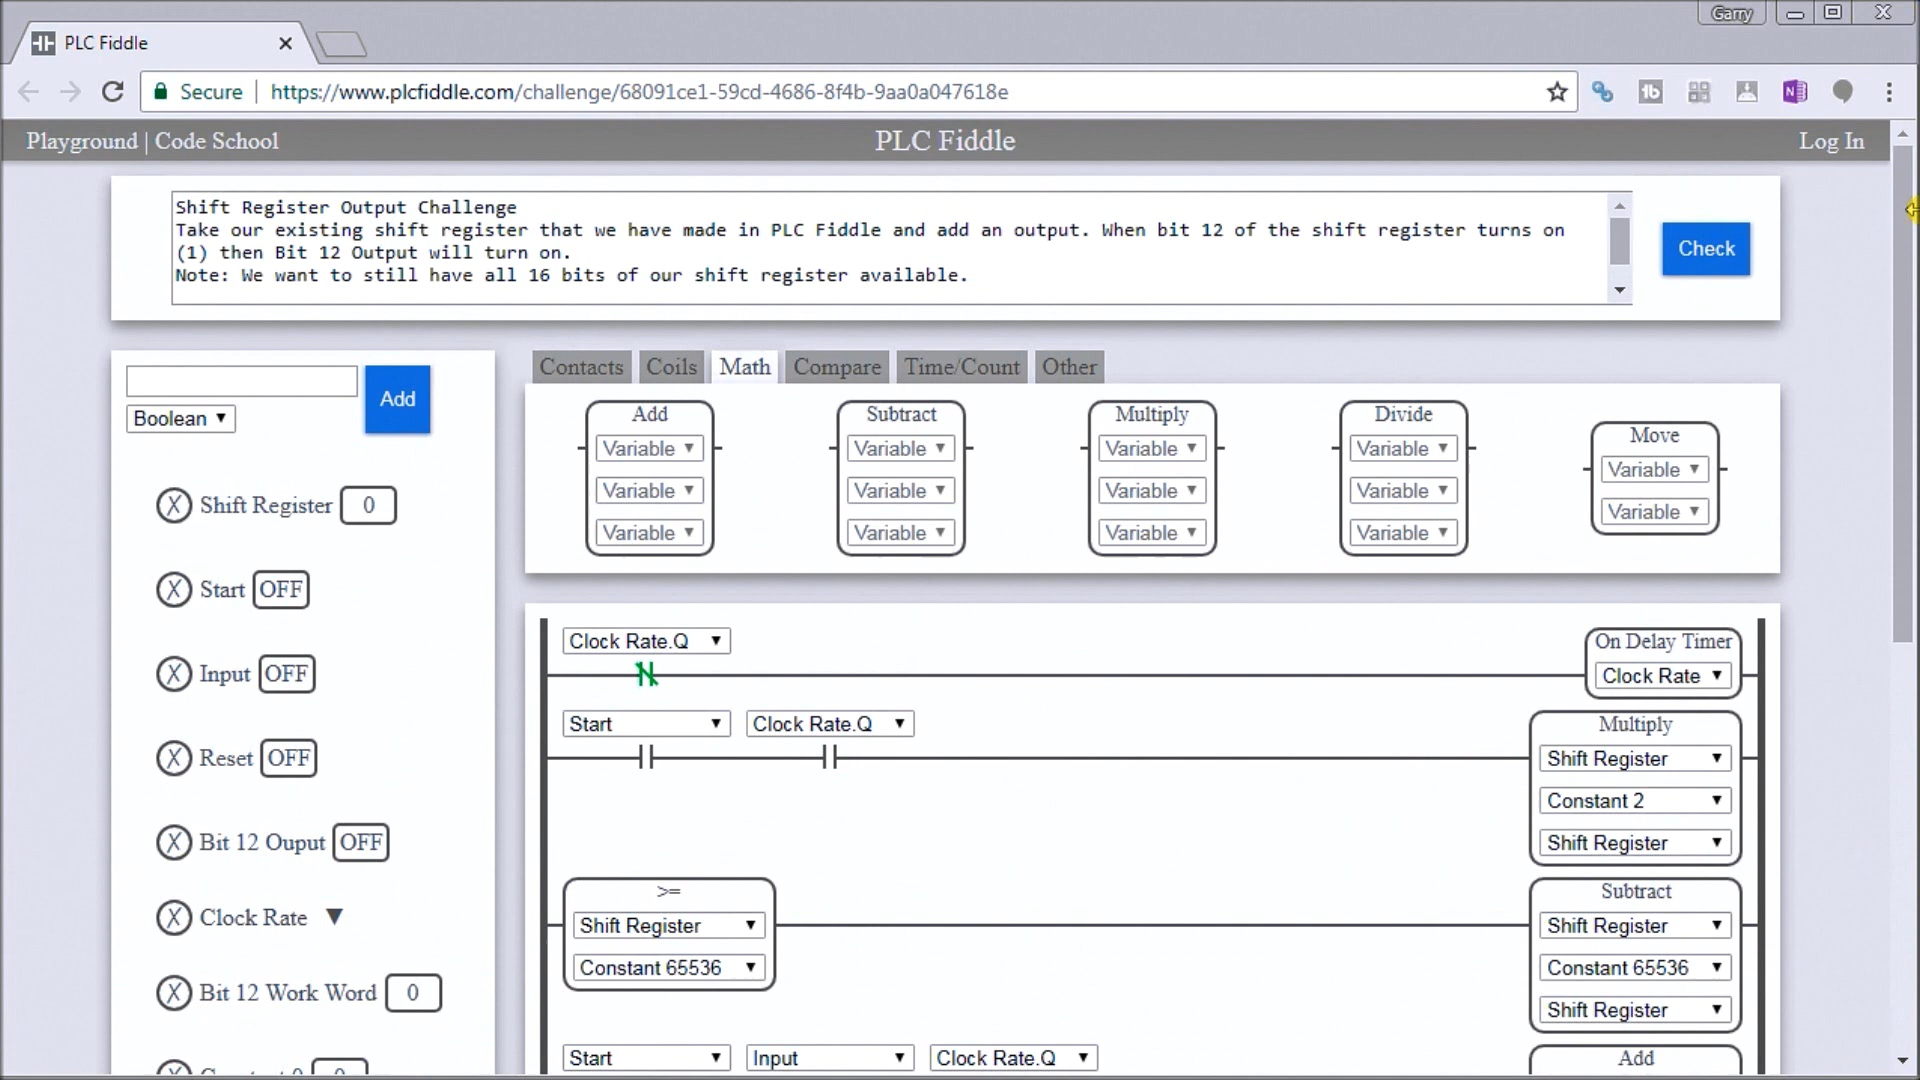 Garry
PLC Fiddle
Secure | https://www.plcfiddle.com/challenge/68091ce1-59cd-4686-8f4b-9aa0a047618e
Playground | Code School
PLC Fiddle
Log In
Shift Register Output Challenge
Take our existing shift register that we have made in PLC Fiddle and add an output. When bit 12 of the shift register turns on
(1) then Bit 12 Output will turn on.
Note: We want to still have all 16 bits of our shift register available.
Check
Boolean
Add
Shift Register 0
Start OFF
Input OFF
Reset OFF
Bit 12 Ouput OFF
Clock Rate
Bit 12 Work Word 0
Contacts Coils Math Compare Time/Count Other
Add
Variable
Variable
Variable
Subtract
Variable
Variable
Variable
Multiply
Variable
Variable
Variable
Divide
Variable
Variable
Variable
Move
Variable
Variable
Clock Rate.Q
On Delay Timer
Clock Rate
Start Clock Rate.Q
Multiply
Shift Register
Constant 2
Shift Register
>=
Shift Register
Constant 65536
Subtract
Shift Register
Constant 65536
Shift Register
Start Input Clock Rate.Q
Add